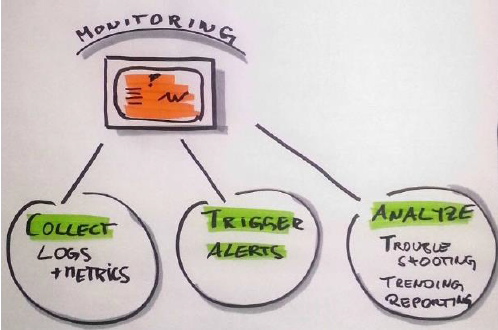 MONITORING
COLLECT
LOGS
+ METRICS
TRIGGER
ALERTS
ANALYZE
TROUBLE
SHOOTING
TRENDING
REPORTING